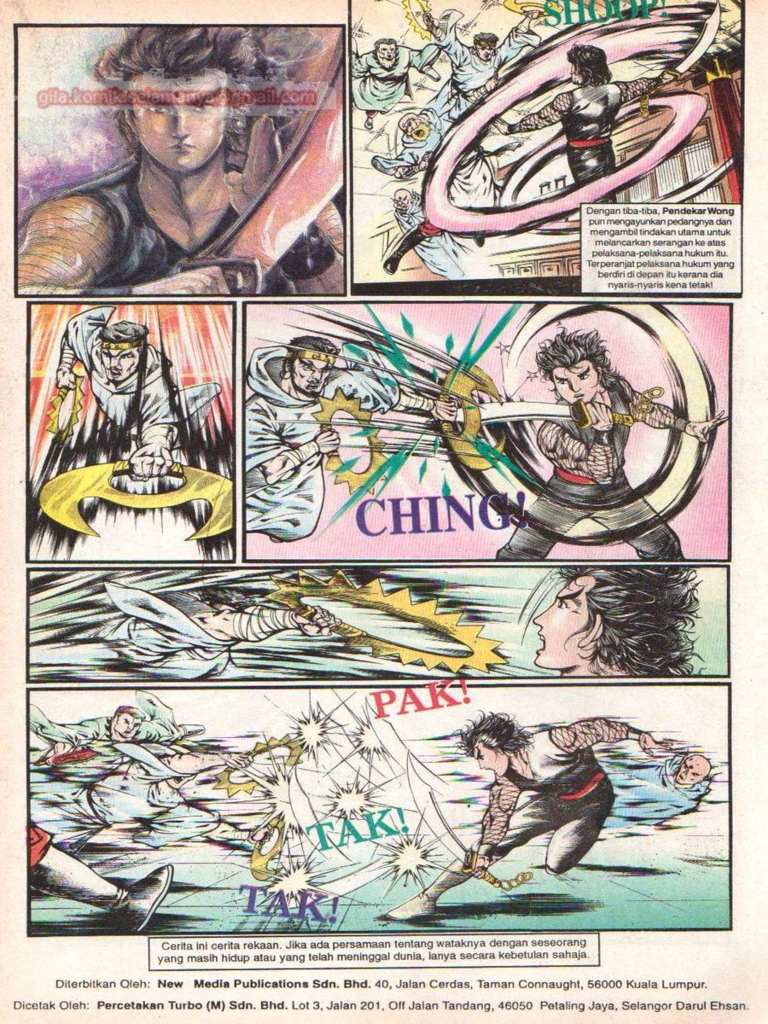 gila.komikselamanya@gmail.com
SHOOP!
Dengan tiba-tiba, Pendekar Wong
pun mengayunkan pedangnya dan
mengambil tindakan utama untuk
melancarkan serangan ke atas
pelaksana-pelaksana hukum itu.
Terperanjat pelaksana hukum yang
berdiri di depan itu kerana dia
nyaris-nyaris kena tetak!
CHING!
PAK!
TAK!
TAK!
Cerita ini cerita rekaan. Jika ada persamaan tentang wataknya dengan seseorang
yang masih hidup atau yang telah meninggal dunia, ianya secara kebetulan sahaja.
Diterbitkan Oleh: New Media Publications Sdn. Bhd. 40, Jalan Cerdas, Taman Connaught, 56000 Kuala Lumpur.
Dicetak Oleh: Percetakan Turbo (M) Sdn. Bhd. Lot 3, Jalan 201, Off Jalan Tandang, 46050 Petaling Jaya, Selangor Darul Ehsan.